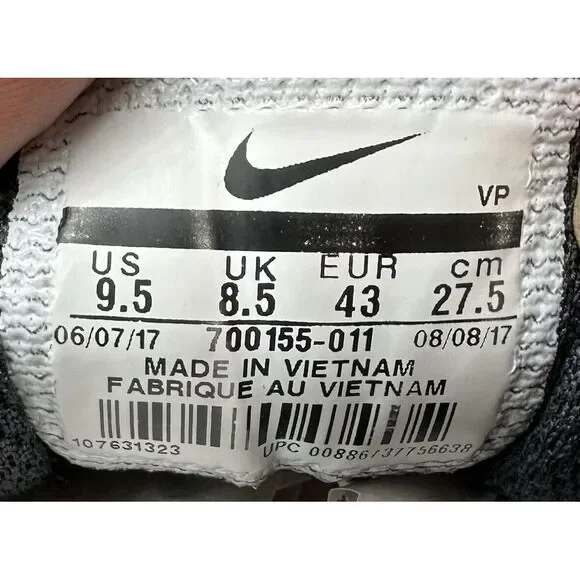 VP
US UK EUR cm
9.5 8.5 43 27.5
06/07/17 700155-011 08/08/17
MADE IN VIETNAM
FABRIQUE AU VIETNAM
107631323 UPC 00886737756638